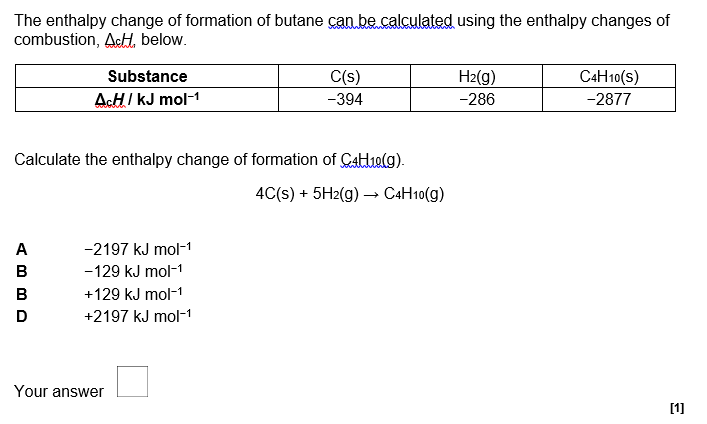 The enthalpy change of formation of butane can be calculated using the enthalpy changes of
combustion, ΔcH, below.
Substance C(s) H2(g) C4H10(s)
ΔcH / kJ mol−1 −394 −286 −2877
Calculate the enthalpy change of formation of C4H10(g).
4C(s) + 5H2(g) → C4H10(g)
A −2197 kJ mol−1
B −129 kJ mol−1
B +129 kJ mol−1
D +2197 kJ mol−1
Your answer
[1]